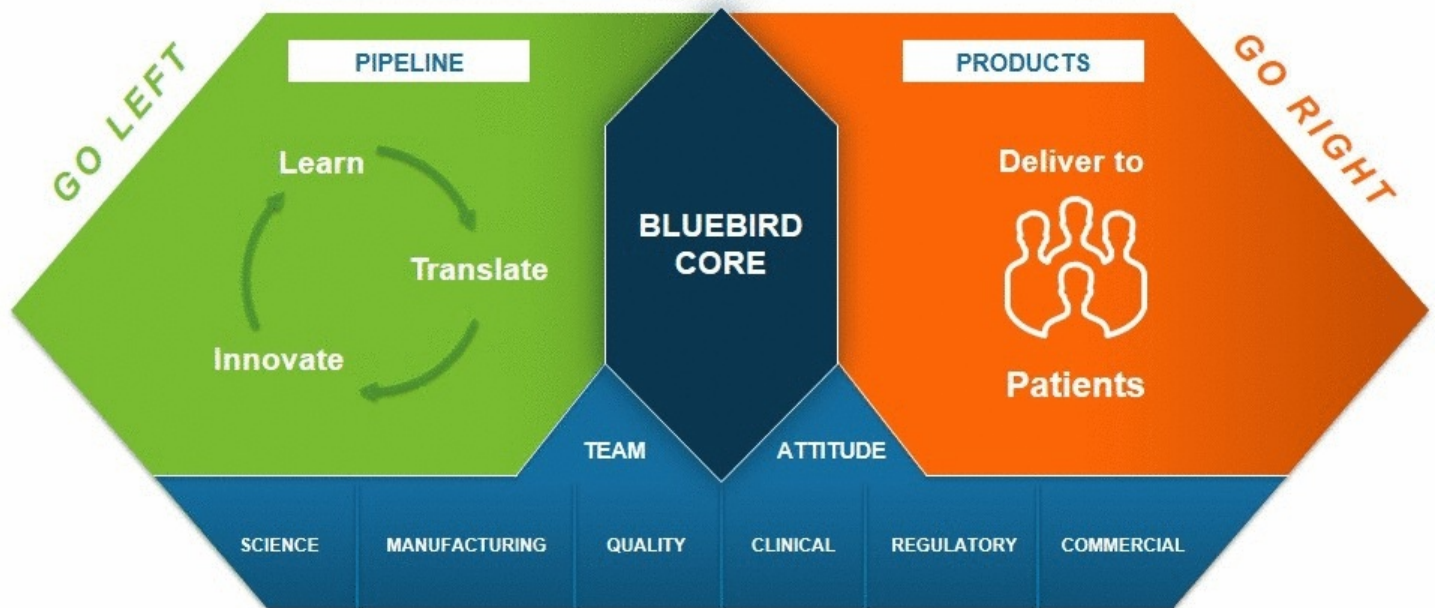 GO LEFT
PIPELINE
Learn
Translate
Innovate
BLUEBIRD
CORE
PRODUCTS
Deliver to
Patients
GO RIGHT
TEAM
ATTITUDE
SCIENCE
MANUFACTURING
QUALITY
CLINICAL
REGULATORY
COMMERCIAL